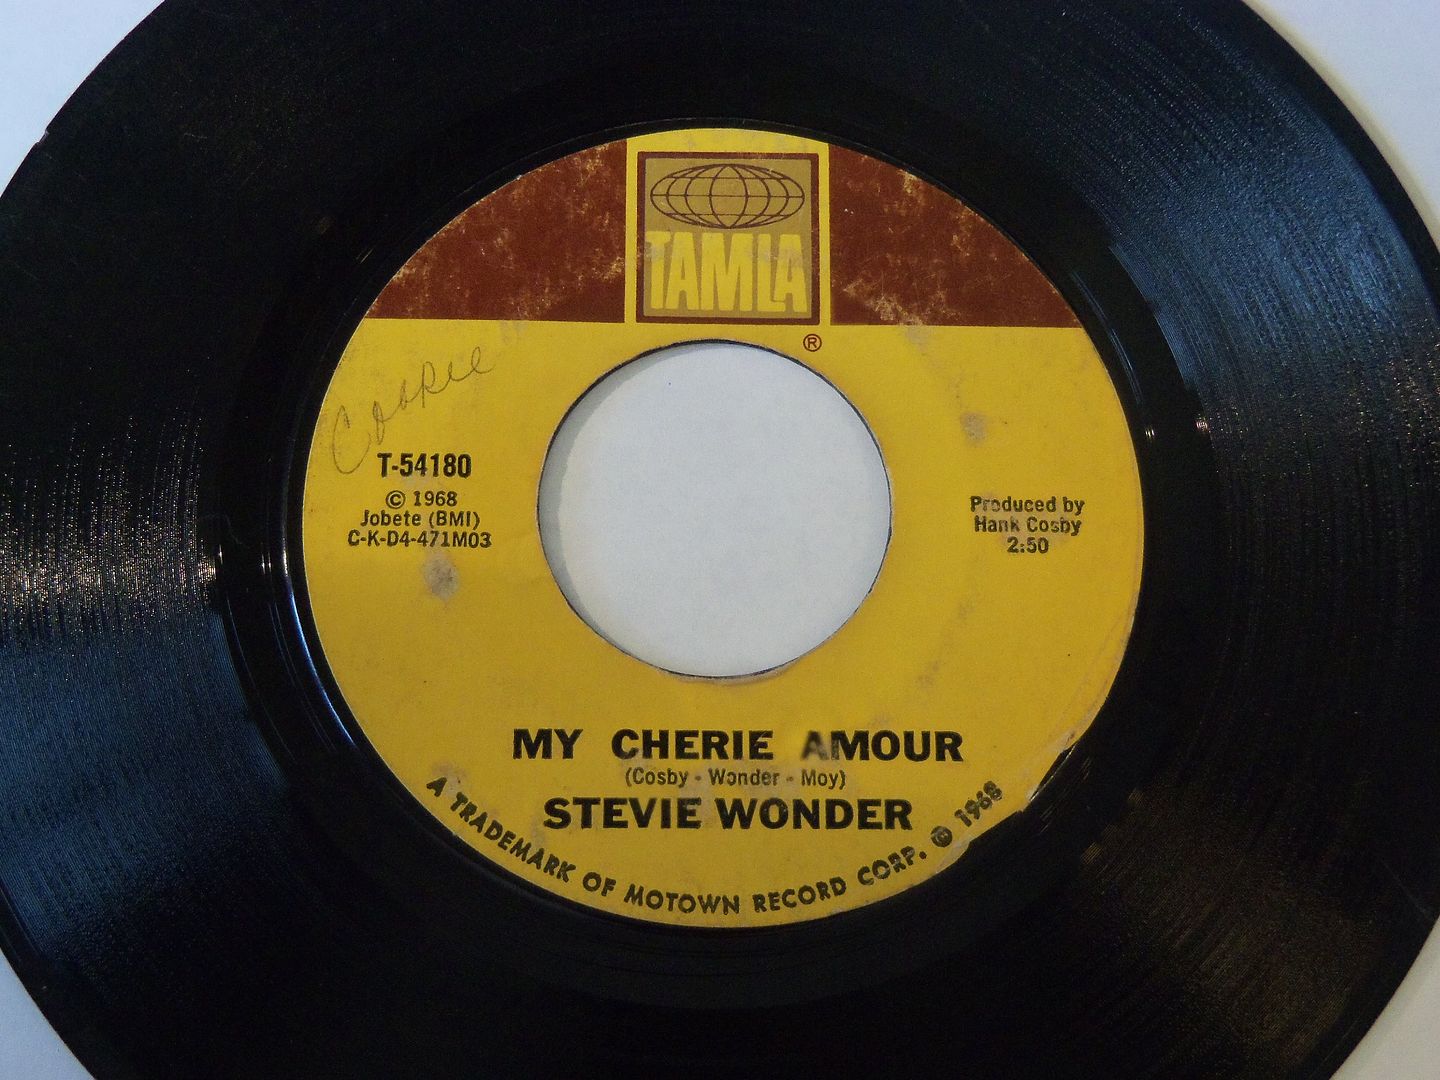 TAMLA
®
Cookie
T-54180
© 1968
Jobete (BMI)
C-K-D4-471M03
Produced by
Hank Cosby
2:50
MY CHERIE AMOUR
(Cosby - Wonder - Moy)
STEVIE WONDER
A TRADEMARK OF MOTOWN RECORD CORP. ℗ 1968